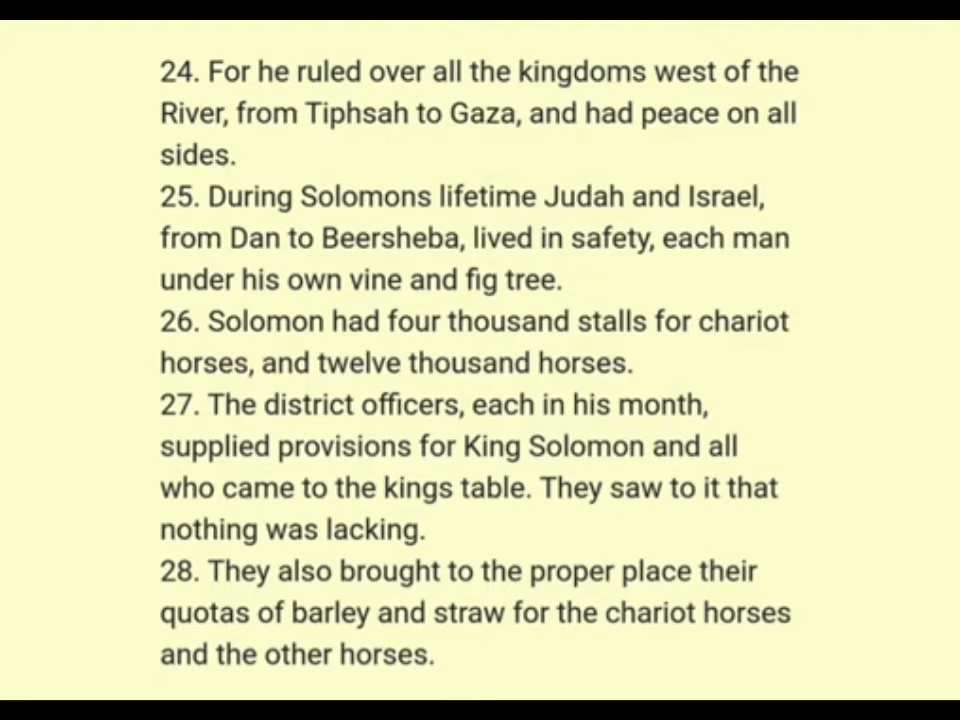 24. For he ruled over all the kingdoms west of the
River, from Tiphsah to Gaza, and had peace on all
sides.
25. During Solomons lifetime Judah and Israel,
from Dan to Beersheba, lived in safety, each man
under his own vine and fig tree.
26. Solomon had four thousand stalls for chariot
horses, and twelve thousand horses.
27. The district officers, each in his month,
supplied provisions for King Solomon and all
who came to the kings table. They saw to it that
nothing was lacking.
28. They also brought to the proper place their
quotas of barley and straw for the chariot horses
and the other horses.